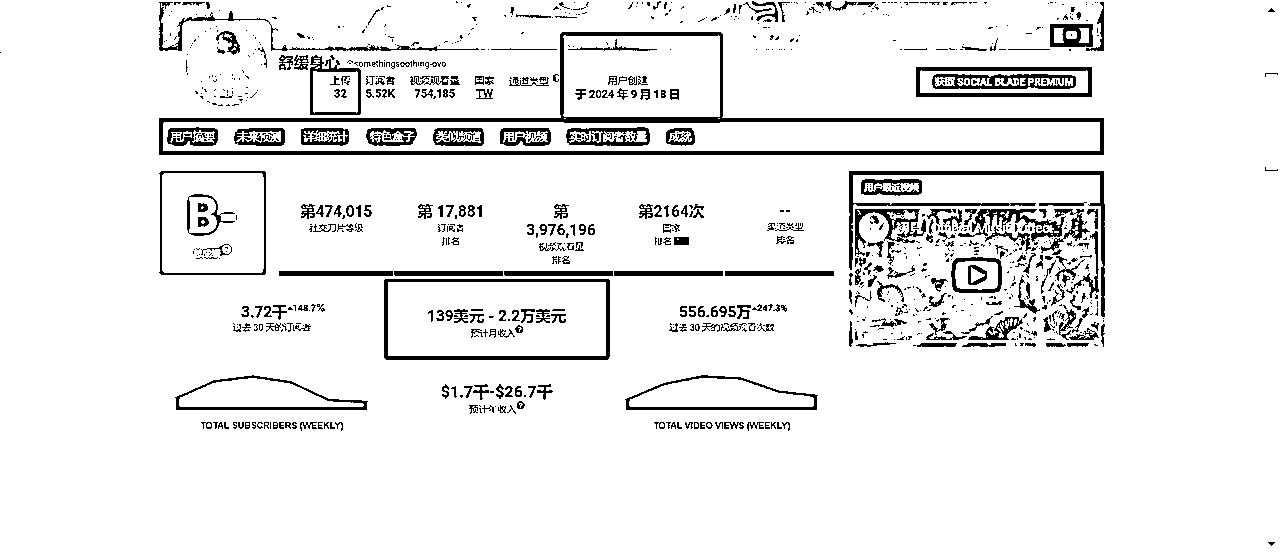 舒缓身心 @somethingsoothing-ovo
上传 订阅者 视频观看量 国家 通道类型 用户创建
32 5.52K 754,185 TW 于 2024 年 9 月 18 日
获取 SOCIAL BLADE PREMIUM
用户摘要 未来预测 详细统计 特色盒子 类似频道 用户视频 实时订阅者数量 成就
用户最近视频
B-
第474,015
社交刀片等级
第 17,881
订阅者
排名
第
3,976,196
视频观看量
排名
第2164次
国家
排名
--
渠道类型
排名
3.72千 148.7%
过去 30 天的订阅者
139美元 - 2.2万美元
预计月收入
556.695万 247.3%
过去 30 天的视频观看次数
$1.7千-$26.7千
预计年收入
TOTAL SUBSCRIBERS (WEEKLY)
TOTAL VIDEO VIEWS (WEEKLY)